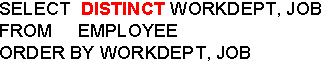 SELECT DISTINCT WORKDEPT, JOB
FROM EMPLOYEE
ORDER BY WORKDEPT, JOB